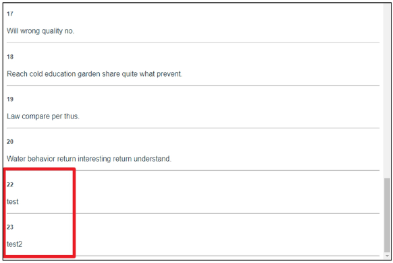 17
Will wrong quality no.
18
Reach cold education garden share quite what prevent.
19
Law compare per thus.
20
Water behavior return interesting return understand.
22
test
23
test2